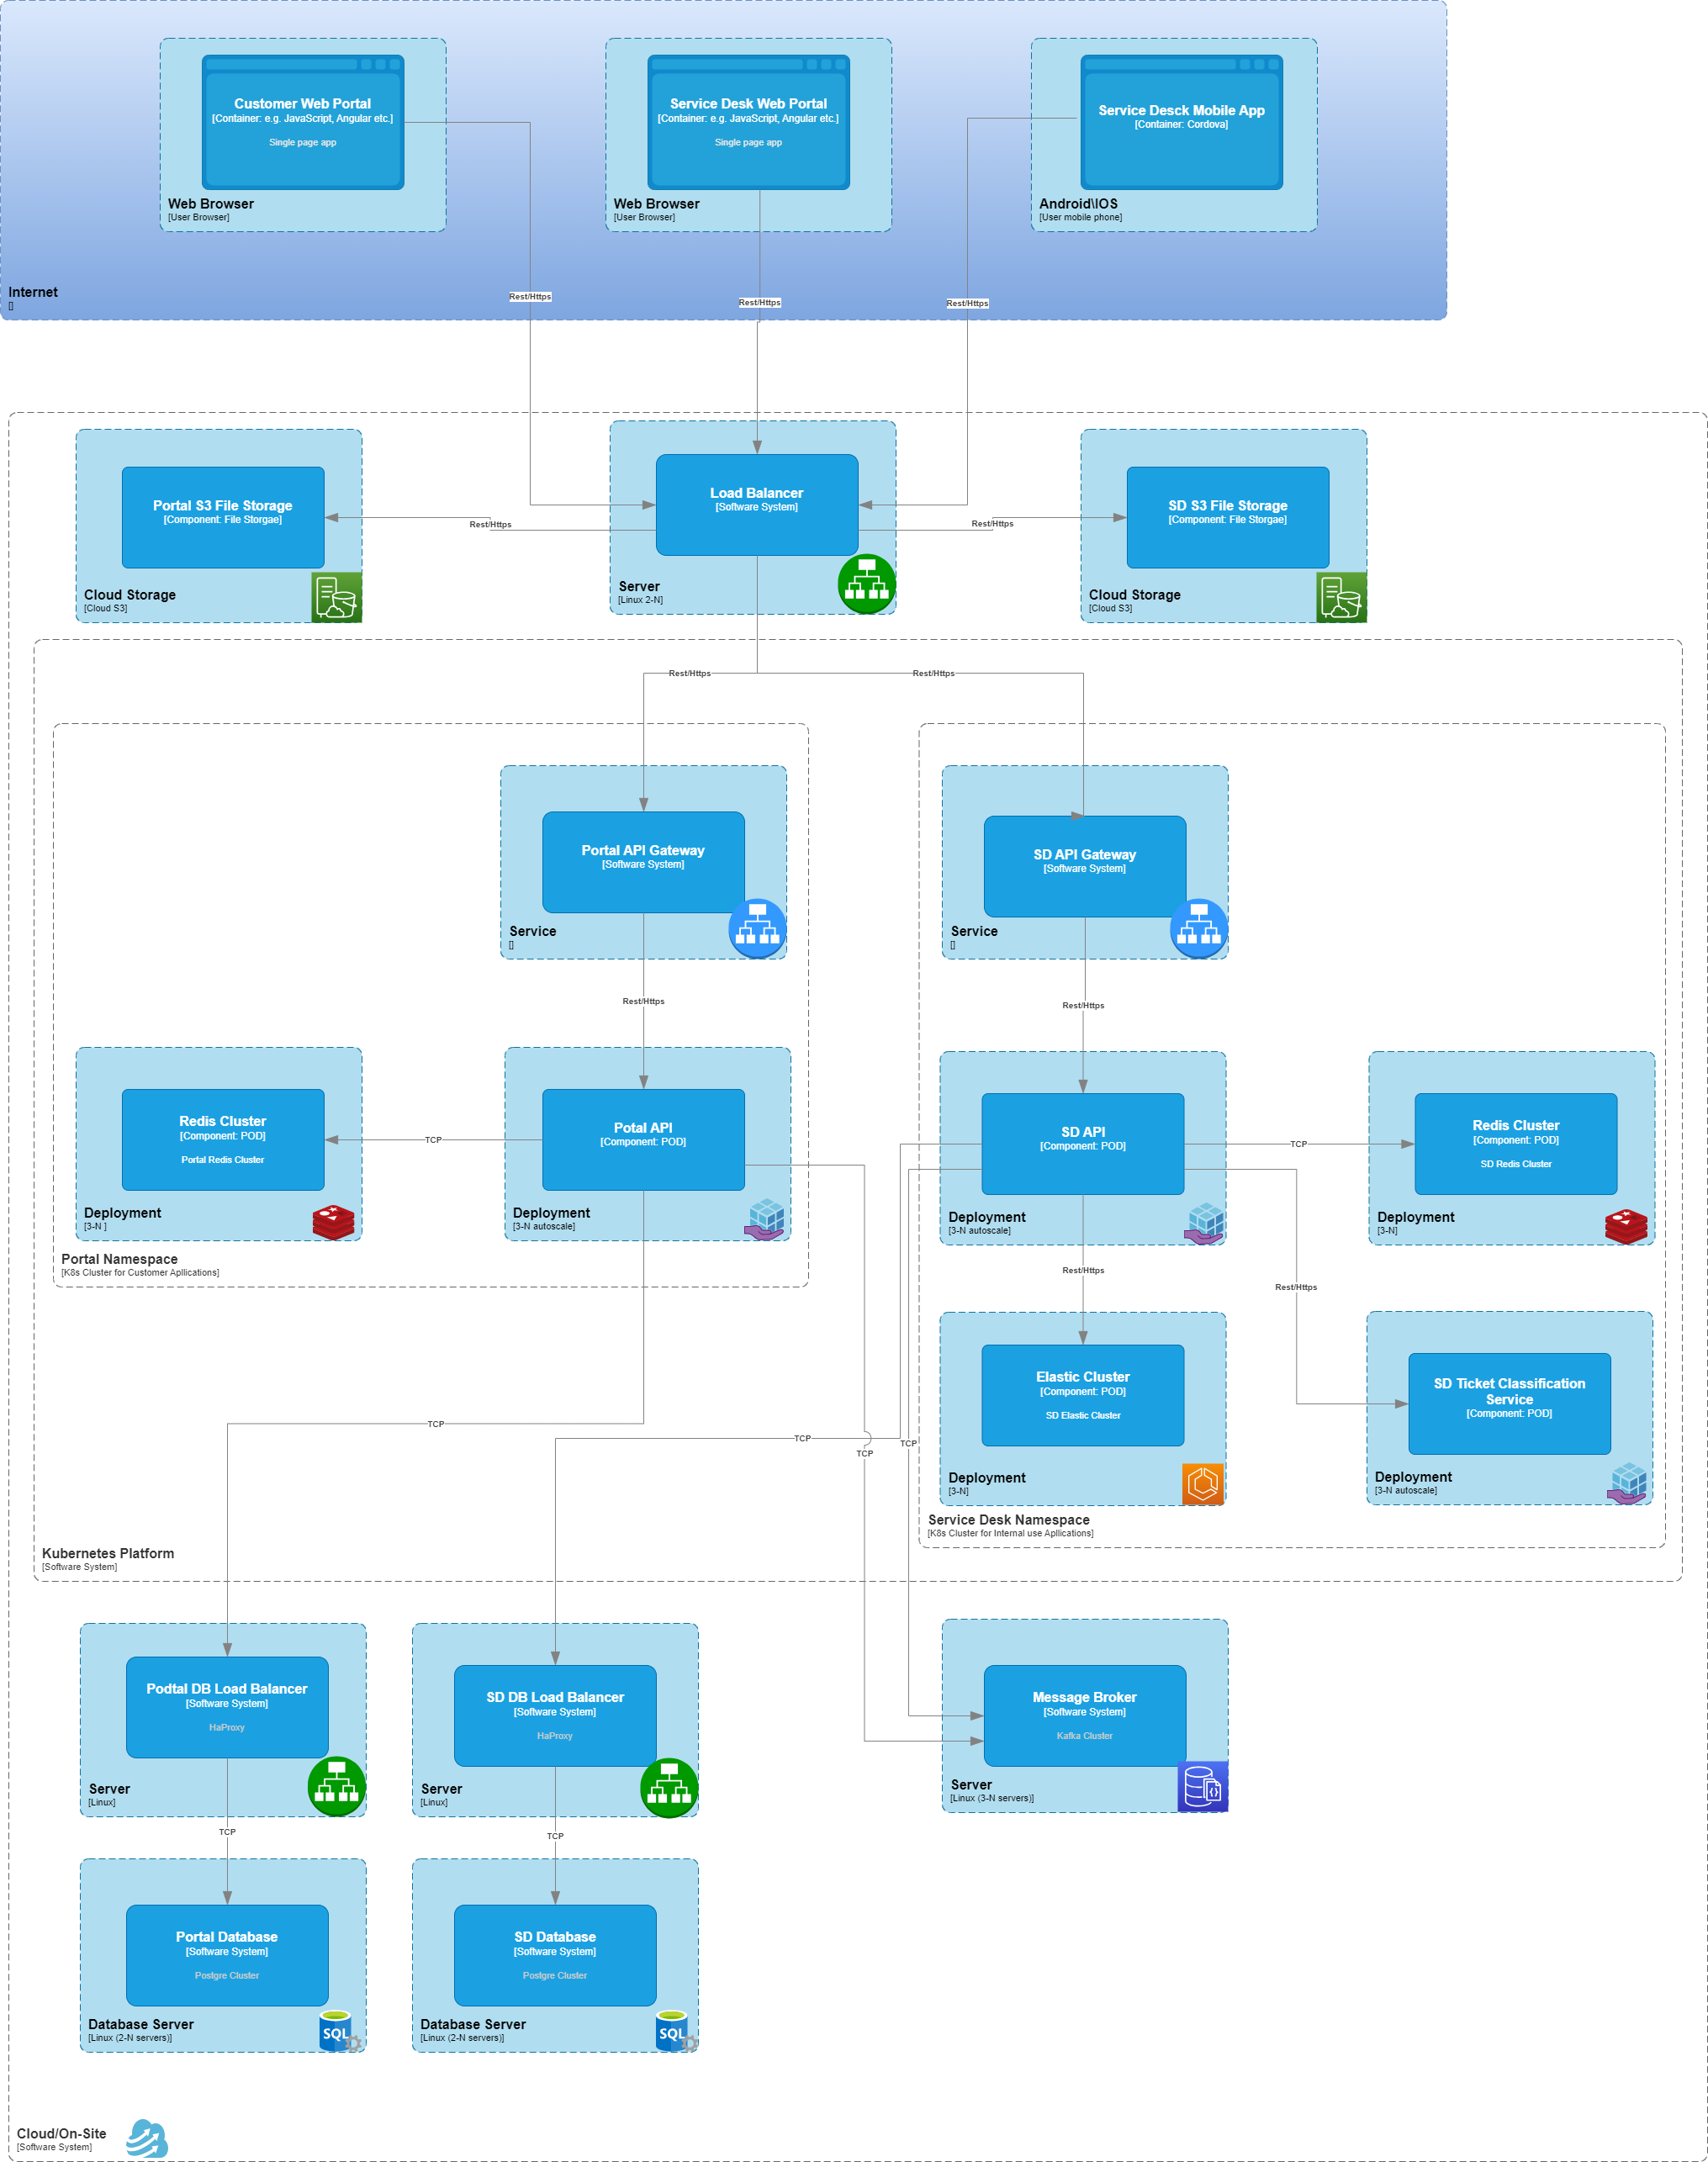 Customer Web Portal
[Container: e.g. JavaScript, Angular etc.]
Single page app
Web Browser
[User Browser]
Service Desk Web Portal
[Container: e.g. JavaScript, Angular etc.]
Single page app
Web Browser
[User Browser]
Service Desck Mobile App
[Container: Cordova]
Android\IOS
[User mobile phone]
Internet
[]
Rest/Https
Rest/Https
Rest/Https
Portal S3 File Storage
[Component: File Storgae]
Cloud Storage
[Cloud S3]
Rest/Https
Load Balancer
[Software System]
Server
[Linux 2-N]
Rest/Https
SD S3 File Storage
[Component: File Storgae]
Cloud Storage
[Cloud S3]
Rest/Https
Rest/Https
Portal API Gateway
[Software System]
Service
[]
SD API Gateway
[Software System]
Service
[]
Rest/Https
Rest/Https
Redis Cluster
[Component: POD]
Portal Redis Cluster
Deployment
[3-N ]
TCP
Potal API
[Component: POD]
Deployment
[3-N autoscale]
Portal Namespace
[K8s Cluster for Customer Apllications]
SD API
[Component: POD]
Deployment
[3-N autoscale]
TCP
Redis Cluster
[Component: POD]
SD Redis Cluster
Deployment
[3-N]
Rest/Https
Rest/Https
Elastic Cluster
[Component: POD]
SD Elastic Cluster
Deployment
[3-N]
SD Ticket Classification
Service
[Component: POD]
Deployment
[3-N autoscale]
TCP
TCP
TCP
TCP
Service Desk Namespace
[K8s Cluster for Internal use Apllications]
Kubernetes Platform
[Software System]
Podtal DB Load Balancer
[Software System]
HaProxy
Server
[Linux]
SD DB Load Balancer
[Software System]
HaProxy
Server
[Linux]
Message Broker
[Software System]
Kafka Cluster
Server
[Linux (3-N servers)]
{}
TCP
TCP
Portal Database
[Software System]
Postgre Cluster
Database Server
[Linux (2-N servers)]
SQL
SD Database
[Software System]
Postgre Cluster
Database Server
[Linux (2-N servers)]
SQL
Cloud/On-Site
[Software System]